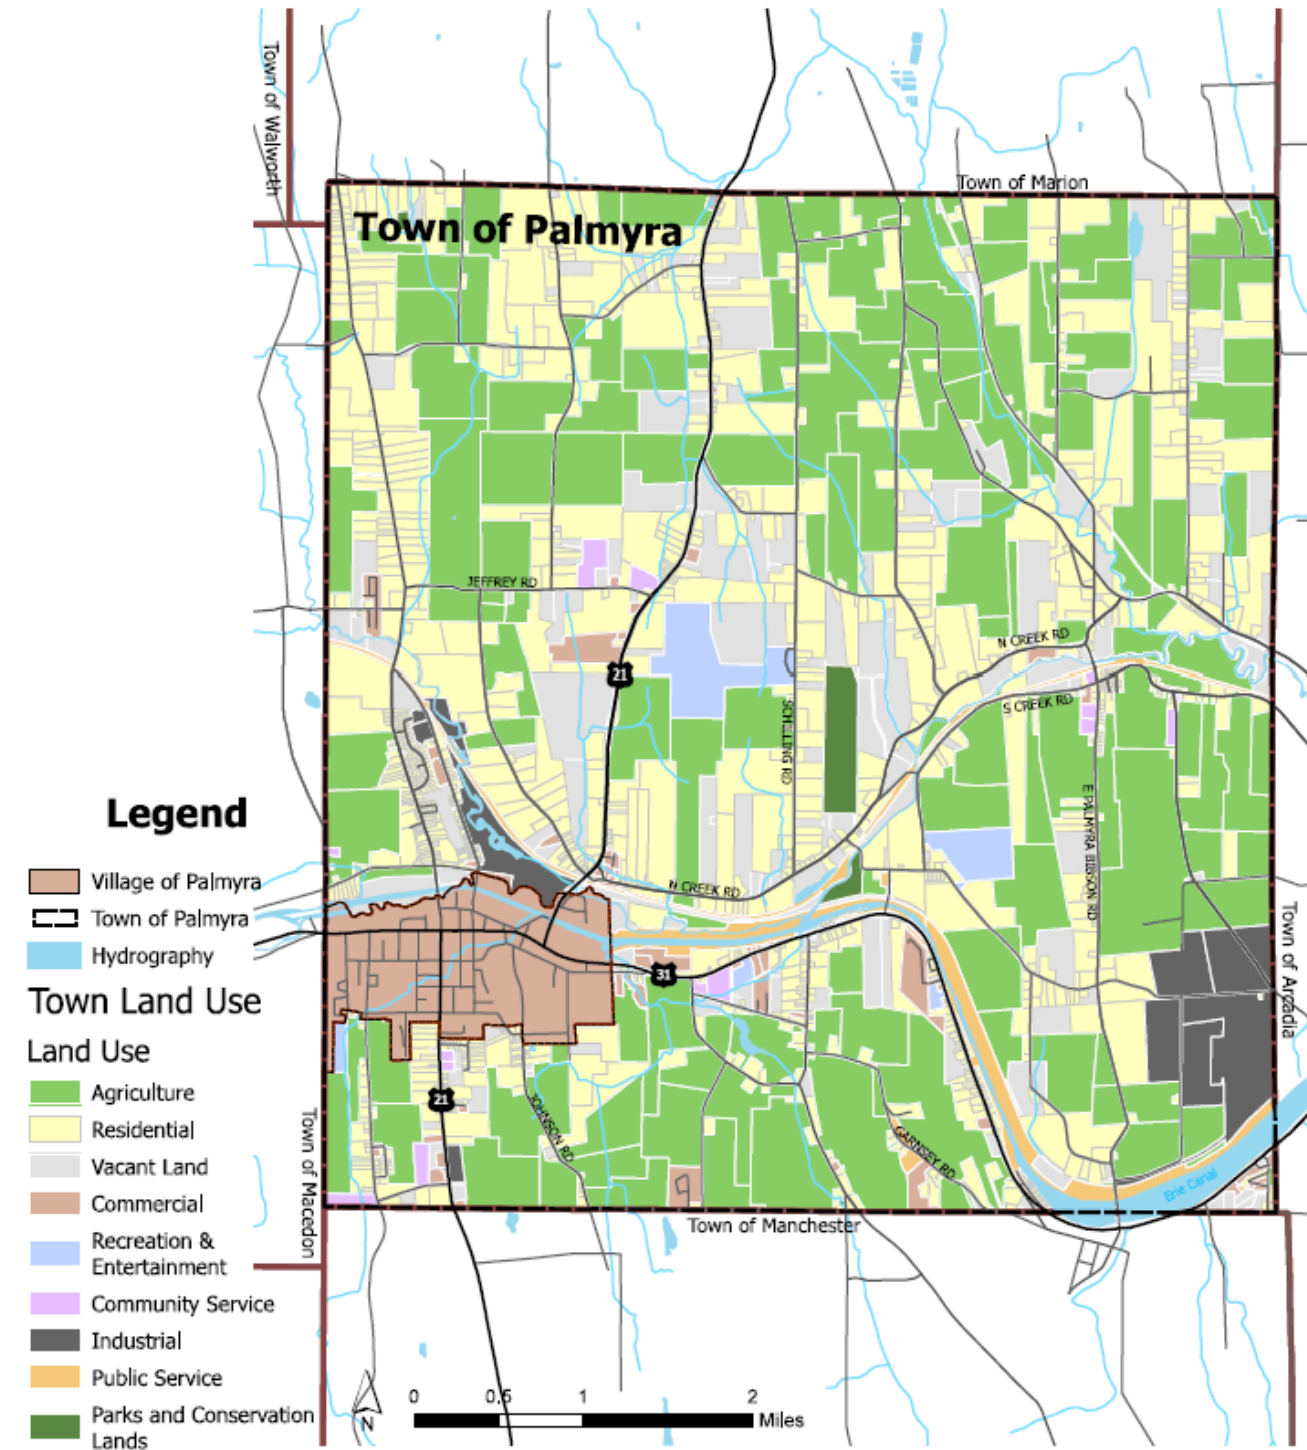 Town of Walworth
Town of Marion
Town of Palmyra
JEFFREY RD
N CREEK RD
21
S CREEK RD
SCHILLING RD
E PALMYRA
RD
N CREEK RD
31
Town of Arcadia
21
JOHNSON RD
GARNSEY RD
Erie Canal
Town of Macedon
Town of Manchester
Legend
Village of Palmyra
Town of Palmyra
Hydrography
Town Land Use
Land Use
Agriculture
Residential
Vacant Land
Commercial
Recreation &
Entertainment
Community Service
Industrial
Public Service
Parks and Conservation
Lands
N
0 0.5 1 2
Miles